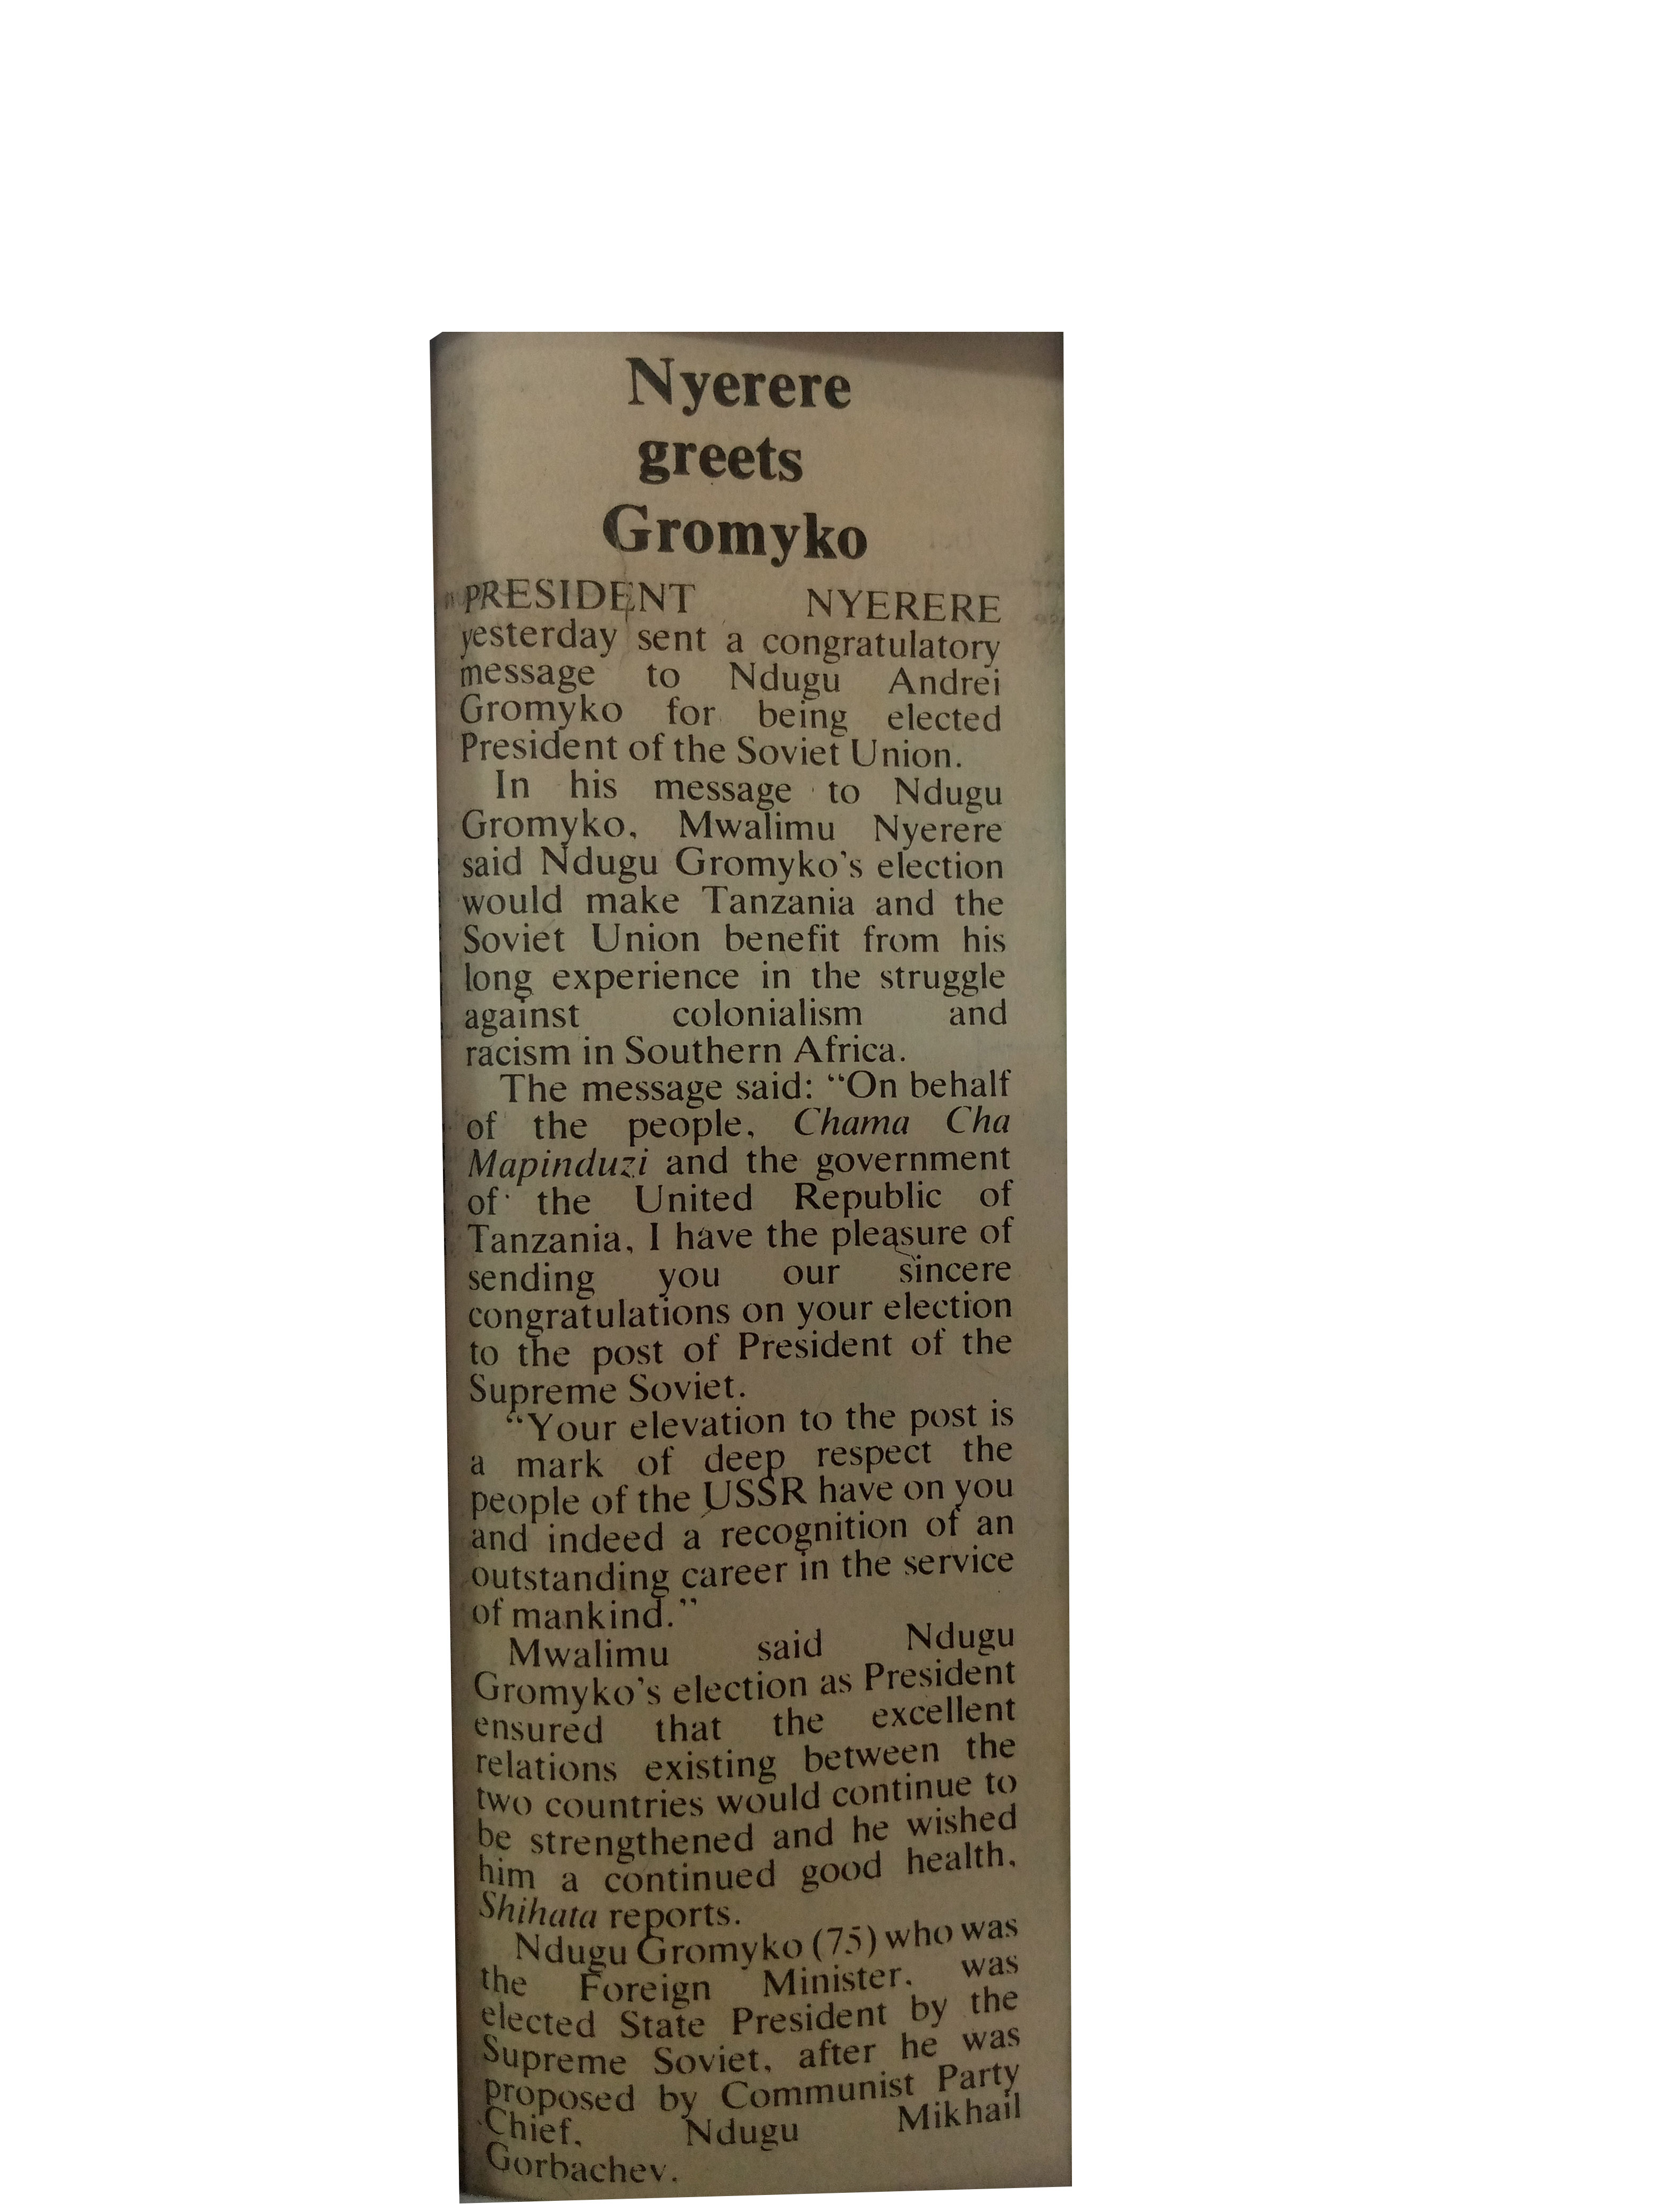 Nyerere
greets
Gromyko
PRESIDENT NYERERE
yesterday sent a congratulatory
message to Ndugu Andrei
Gromyko for being elected
President of the Soviet Union.
In his message to Ndugu
Gromyko, Mwalimu Nyerere
said Ndugu Gromyko's election
would make Tanzania and the
Soviet Union benefit from his
long experience in the struggle
against colonialism and
racism in Southern Africa.
The message said: “On behalf
of the people, Chama Cha
Mapinduzi and the government
of the United Republic of
Tanzania, I have the pleasure of
sending you our sincere
congratulations on your election
to the post of President of the
Supreme Soviet.
“Your elevation to the post is
a mark of deep respect the
people of the USSR have on you
and indeed a recognition of an
outstanding career in the service
of mankind.”
Mwalimu said Ndugu
Gromyko's election as President
ensured that the excellent
relations existing between the
two countries would continue to
be strengthened and he wished
him a continued good health,
Shihata reports.
Ndugu Gromyko (75) who was
the Foreign Minister, was
elected State President by the
Supreme Soviet, after he was
proposed by Communist Party
Chief, Ndugu Mikhail
Gorbachev.